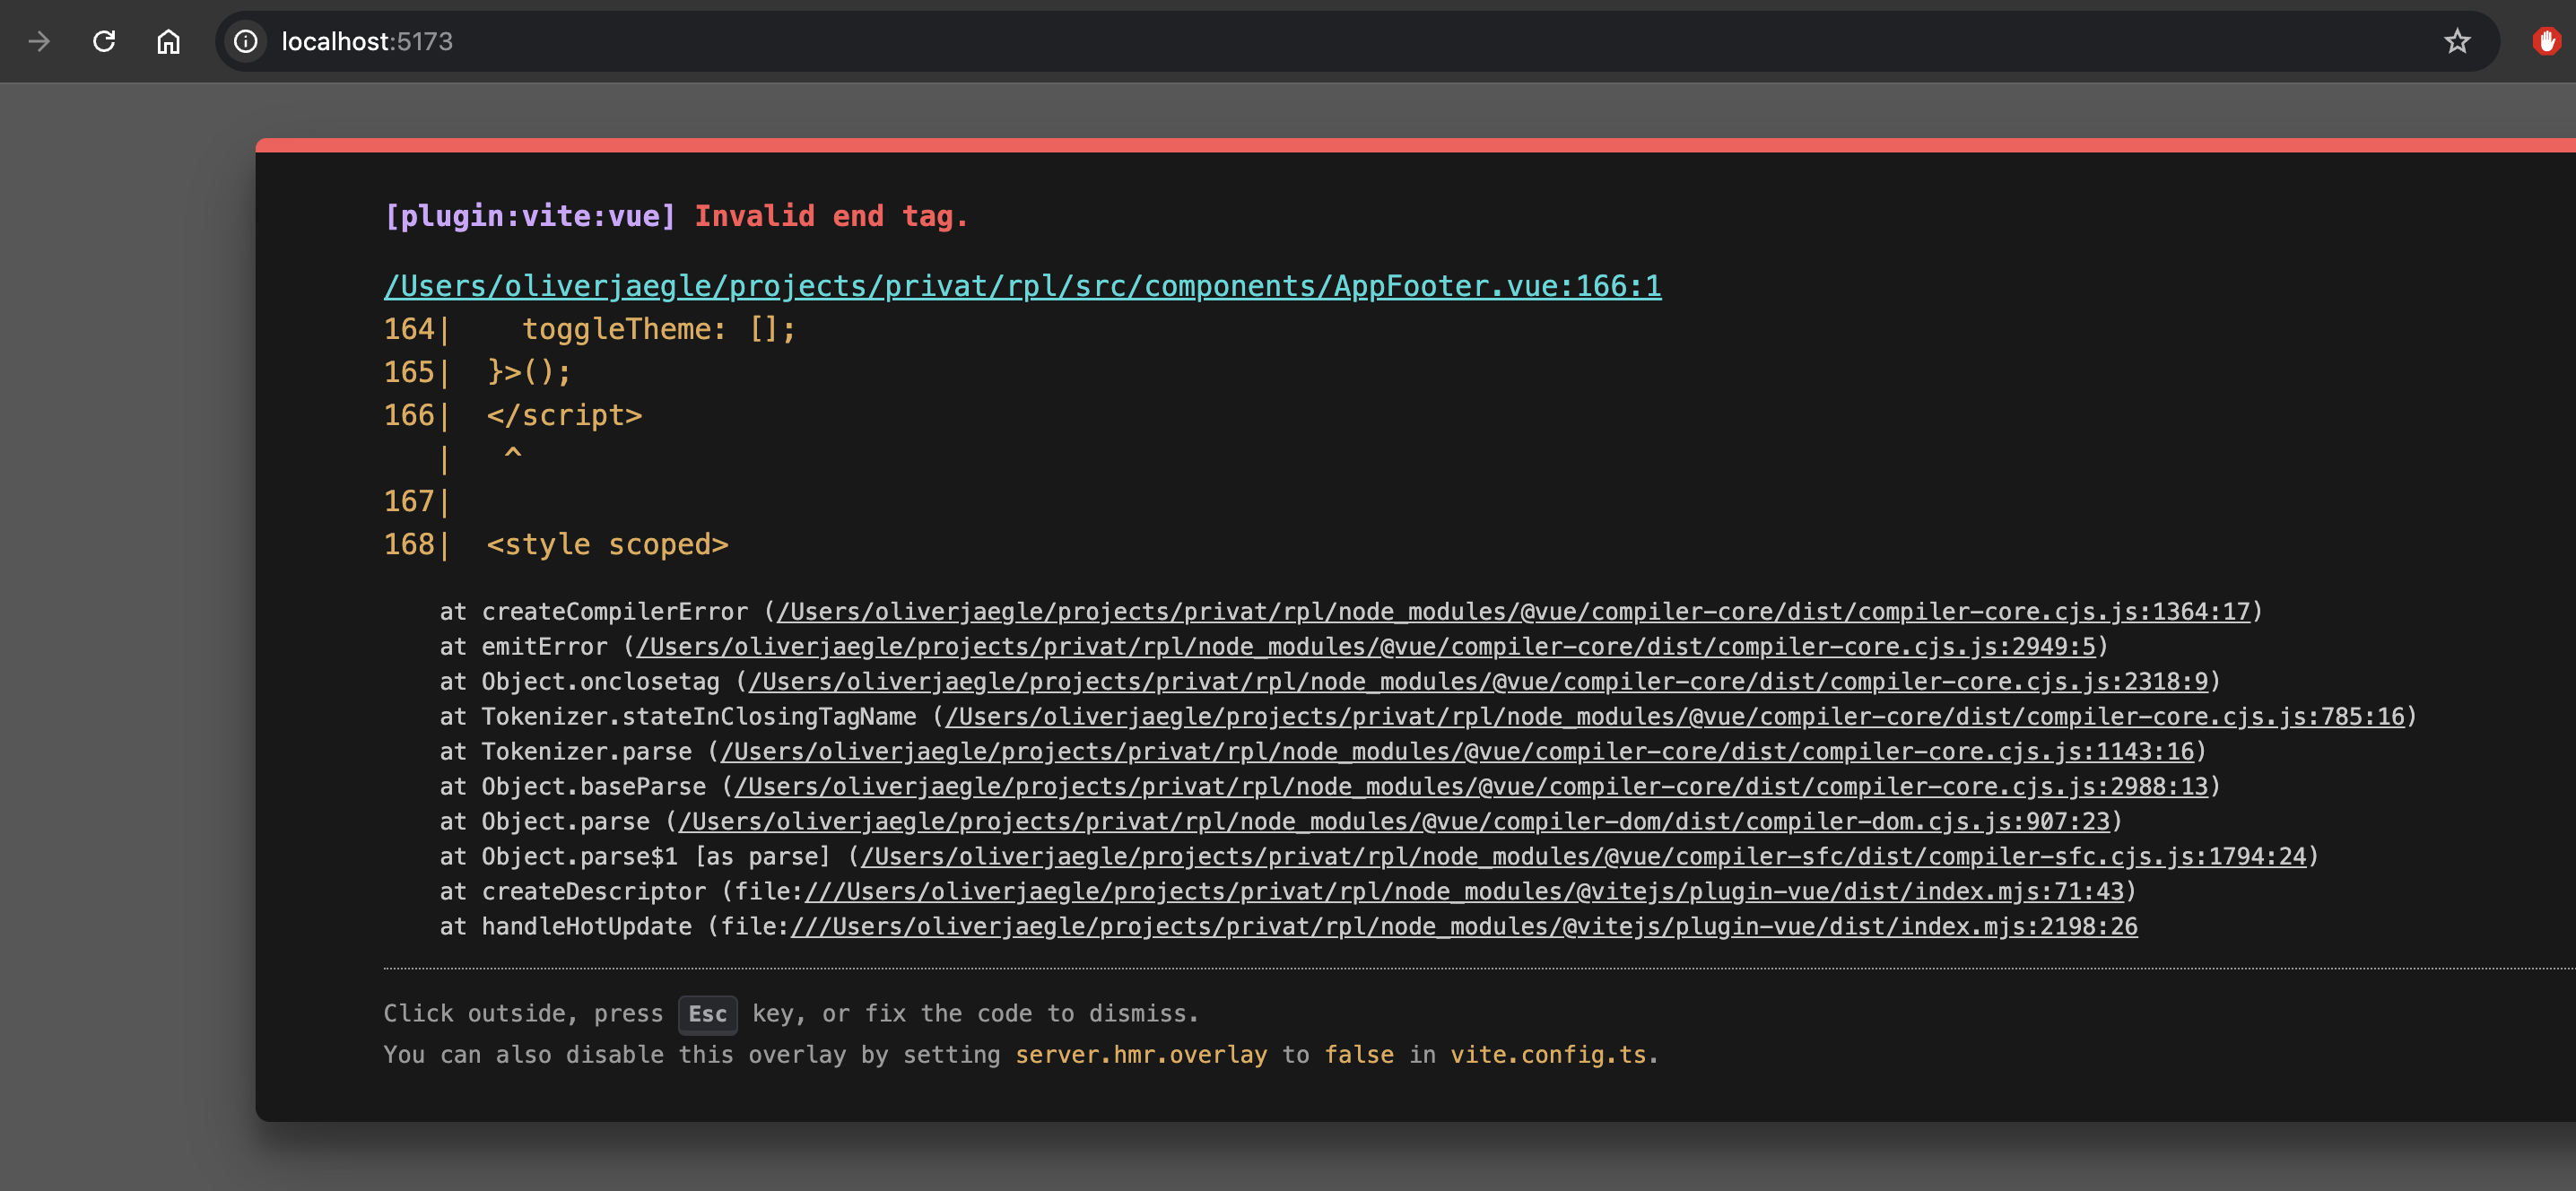 localhost:5173
[plugin:vite:vue] Invalid end tag.
/Users/oliverjaegle/projects/privat/rpl/src/components/AppFooter.vue:166:1
164|    toggleTheme: [];
165|  }>();
166|  </script>
   |   ^
167|
168|  <style scoped>
at createCompilerError (/Users/oliverjaegle/projects/privat/rpl/node_modules/@vue/compiler-core/dist/compiler-core.cjs.js:1364:17)
at emitError (/Users/oliverjaegle/projects/privat/rpl/node_modules/@vue/compiler-core/dist/compiler-core.cjs.js:2949:5)
at Object.onclosetag (/Users/oliverjaegle/projects/privat/rpl/node_modules/@vue/compiler-core/dist/compiler-core.cjs.js:2318:9)
at Tokenizer.stateInClosingTagName (/Users/oliverjaegle/projects/privat/rpl/node_modules/@vue/compiler-core/dist/compiler-core.cjs.js:785:16)
at Tokenizer.parse (/Users/oliverjaegle/projects/privat/rpl/node_modules/@vue/compiler-core/dist/compiler-core.cjs.js:1143:16)
at Object.baseParse (/Users/oliverjaegle/projects/privat/rpl/node_modules/@vue/compiler-core/dist/compiler-core.cjs.js:2988:13)
at Object.parse (/Users/oliverjaegle/projects/privat/rpl/node_modules/@vue/compiler-dom/dist/compiler-dom.cjs.js:907:23)
at Object.parse$1 [as parse] (/Users/oliverjaegle/projects/privat/rpl/node_modules/@vue/compiler-sfc/dist/compiler-sfc.cjs.js:1794:24)
at createDescriptor (file:///Users/oliverjaegle/projects/privat/rpl/node_modules/@vitejs/plugin-vue/dist/index.mjs:71:43)
at handleHotUpdate (file:///Users/oliverjaegle/projects/privat/rpl/node_modules/@vitejs/plugin-vue/dist/index.mjs:2198:26
Click outside, press Esc key, or fix the code to dismiss.
You can also disable this overlay by setting server.hmr.overlay to false in vite.config.ts.